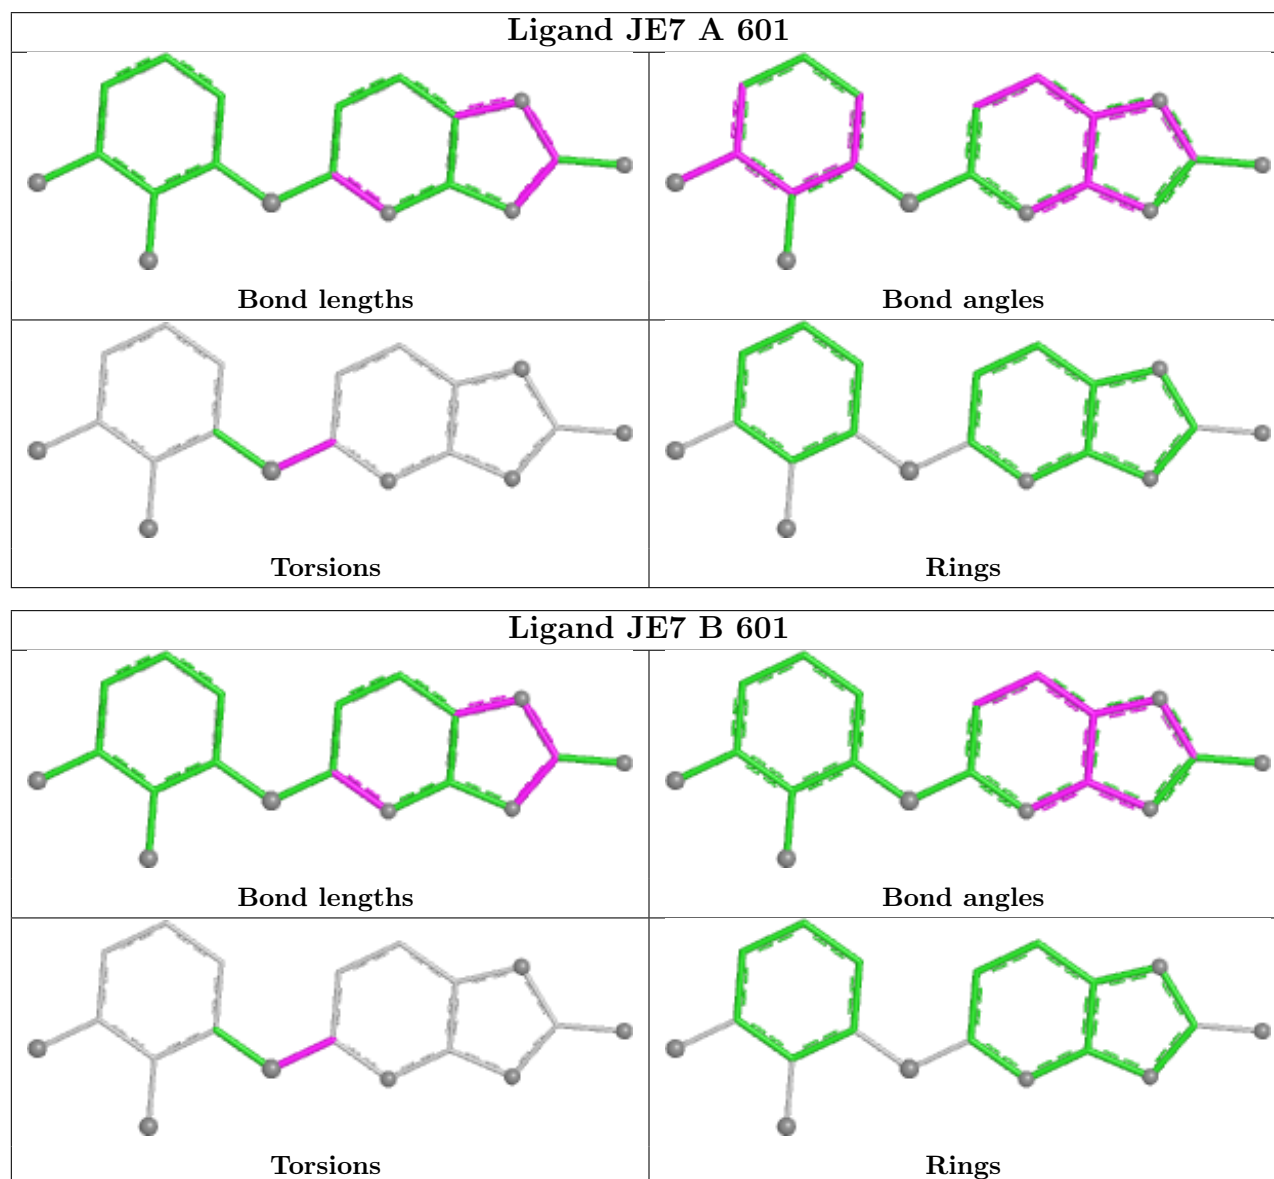 Ligand JE7 A 601
Bond lengths
Bond angles
Torsions
Rings
Ligand JE7 B 601
Bond lengths
Bond angles
Torsions
Rings